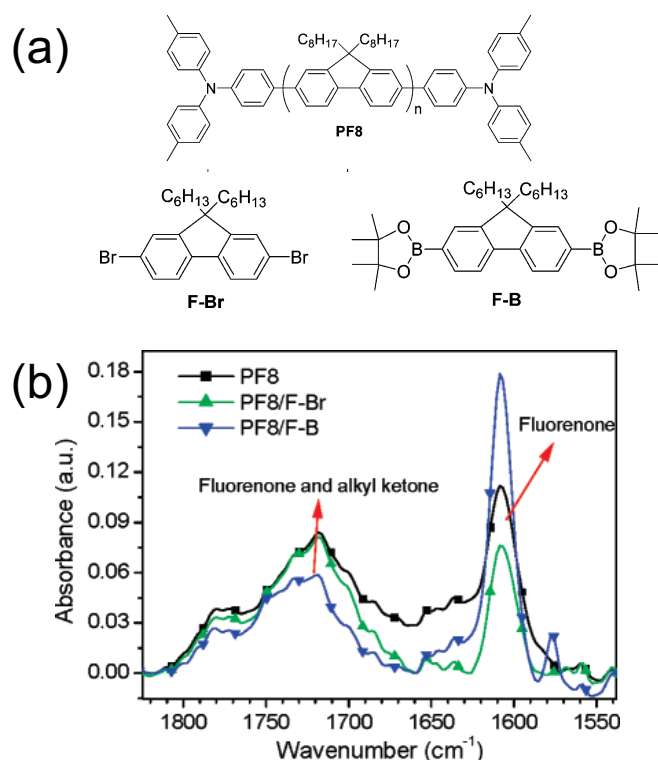 (a)
C8H17 C8H17
N
N
n
PF8
C6H13 C6H13
Br
Br
F-Br
C6H13 C6H13
O
B
O
O
B
O
F-B
(b)
0.18
0.15
0.12
0.09
0.06
0.03
0.00
Absorbance (a.u.)
PF8
PF8/F-Br
PF8/F-B
Fluorenone
Fluorenone and alkyl ketone
1800 1750 1700 1650 1600 1550
Wavenumber (cm-1)